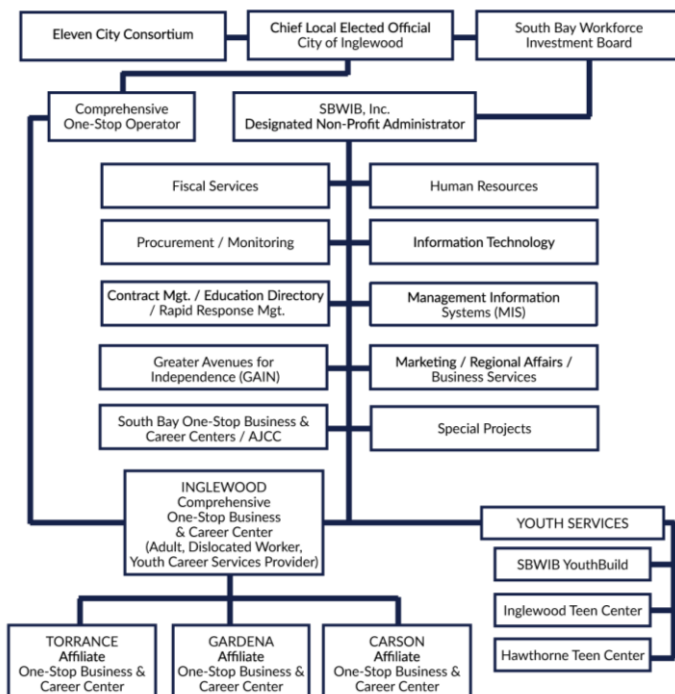 Eleven City Consortium
Chief Local Elected Official
City of Inglewood
South Bay Workforce
Investment Board
Comprehensive
One-Stop Operator
SBWIB, Inc.
Designated Non-Profit Administrator
Fiscal Services
Human Resources
Procurement / Monitoring
Information Technology
Contract Mgt. / Education Directory
/ Rapid Response Mgt.
Management Information
Systems (MIS)
Greater Avenues for
Independence (GAIN)
Marketing / Regional Affairs /
Business Services
South Bay One-Stop Business &
Career Centers / AJCC
Special Projects
INGLEWOOD
Comprehensive
One-Stop Business
& Career Center
(Adult, Dislocated Worker,
Youth Career Services Provider)
YOUTH SERVICES
SBWIB YouthBuild
Inglewood Teen Center
Hawthorne Teen Center
TORRANCE
Affiliate
One-Stop Business &
Career Center
GARDENA
Affiliate
One-Stop Business &
Career Center
CARSON
Affiliate
One-Stop Business &
Career Center